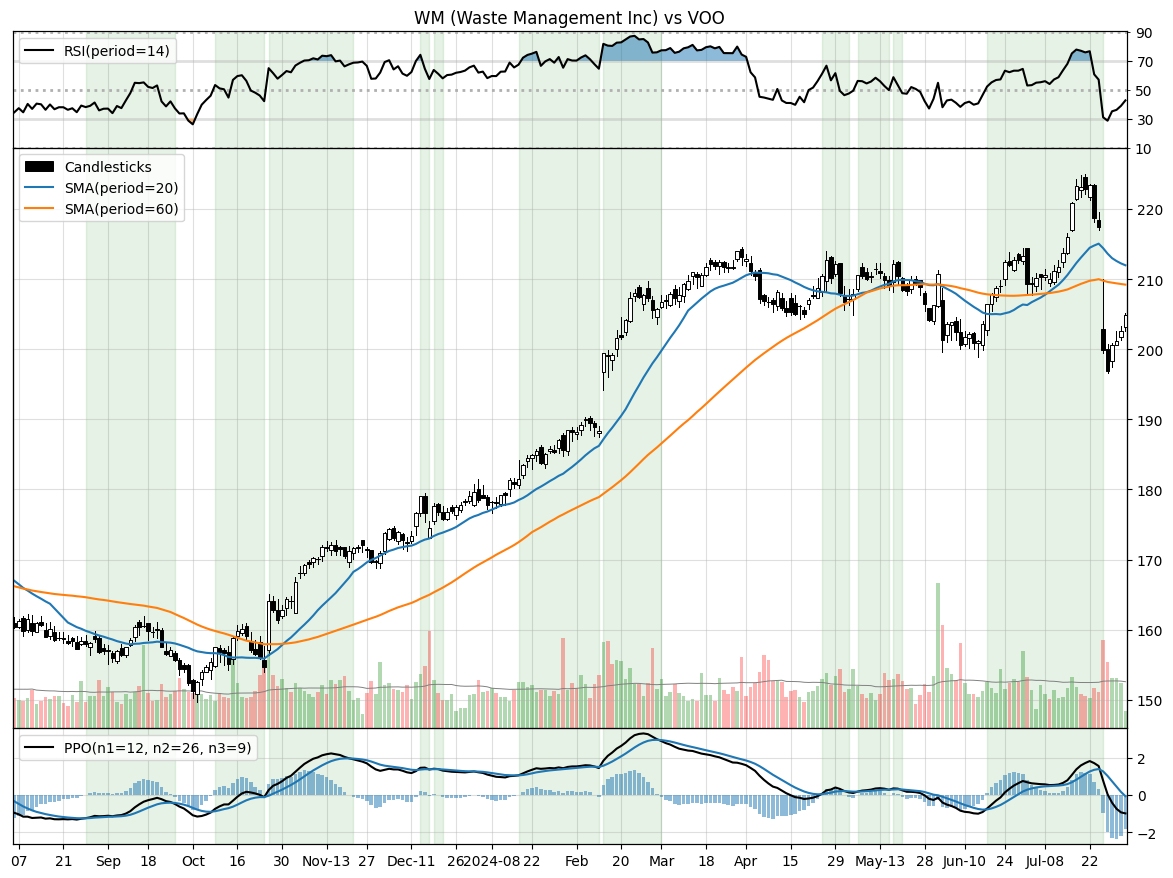 WM (Waste Management Inc) vs VOO
RSI(period=14)
90
70
50
30
10
Candlesticks
SMA(period=20)
SMA(period=60)
220
210
200
190
180
170
160
150
PPO(n1=12, n2=26, n3=9)
2
0
−2
07 21 Sep 18 Oct 16 30 Nov-13 27 Dec-11 26 2024-08 22 Feb 20 Mar 18 Apr 15 29 May-13 28 Jun-10 24 Jul-08 22